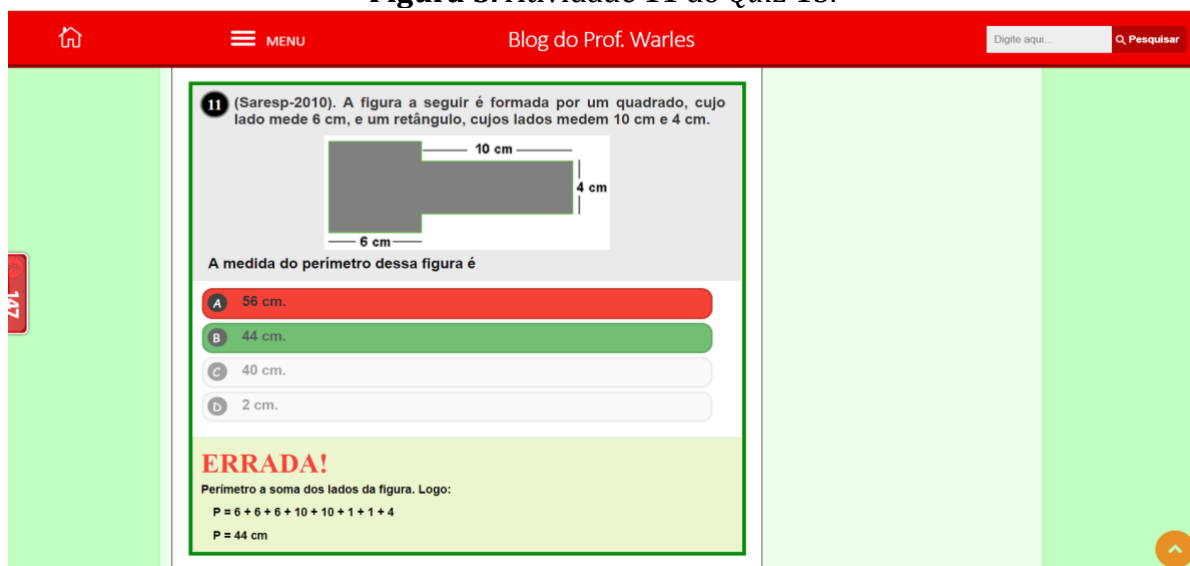 Figura 3. Atividade 11 do Quiz 13.
MENU
Blog do Prof. Warles
Digite aqui...
Pesquisar
11 (Saresp-2010). A figura a seguir é formada por um quadrado, cujo
lado mede 6 cm, e um retângulo, cujos lados medem 10 cm e 4 cm.
10 cm
4 cm
6 cm
A medida do perímetro dessa figura é
147
A 56 cm.
B 44 cm.
C 40 cm.
D 2 cm.
ERRADA!
Perímetro a soma dos lados da figura. Logo:
P = 6 + 6 + 6 + 10 + 10 + 1 + 1 + 4
P = 44 cm